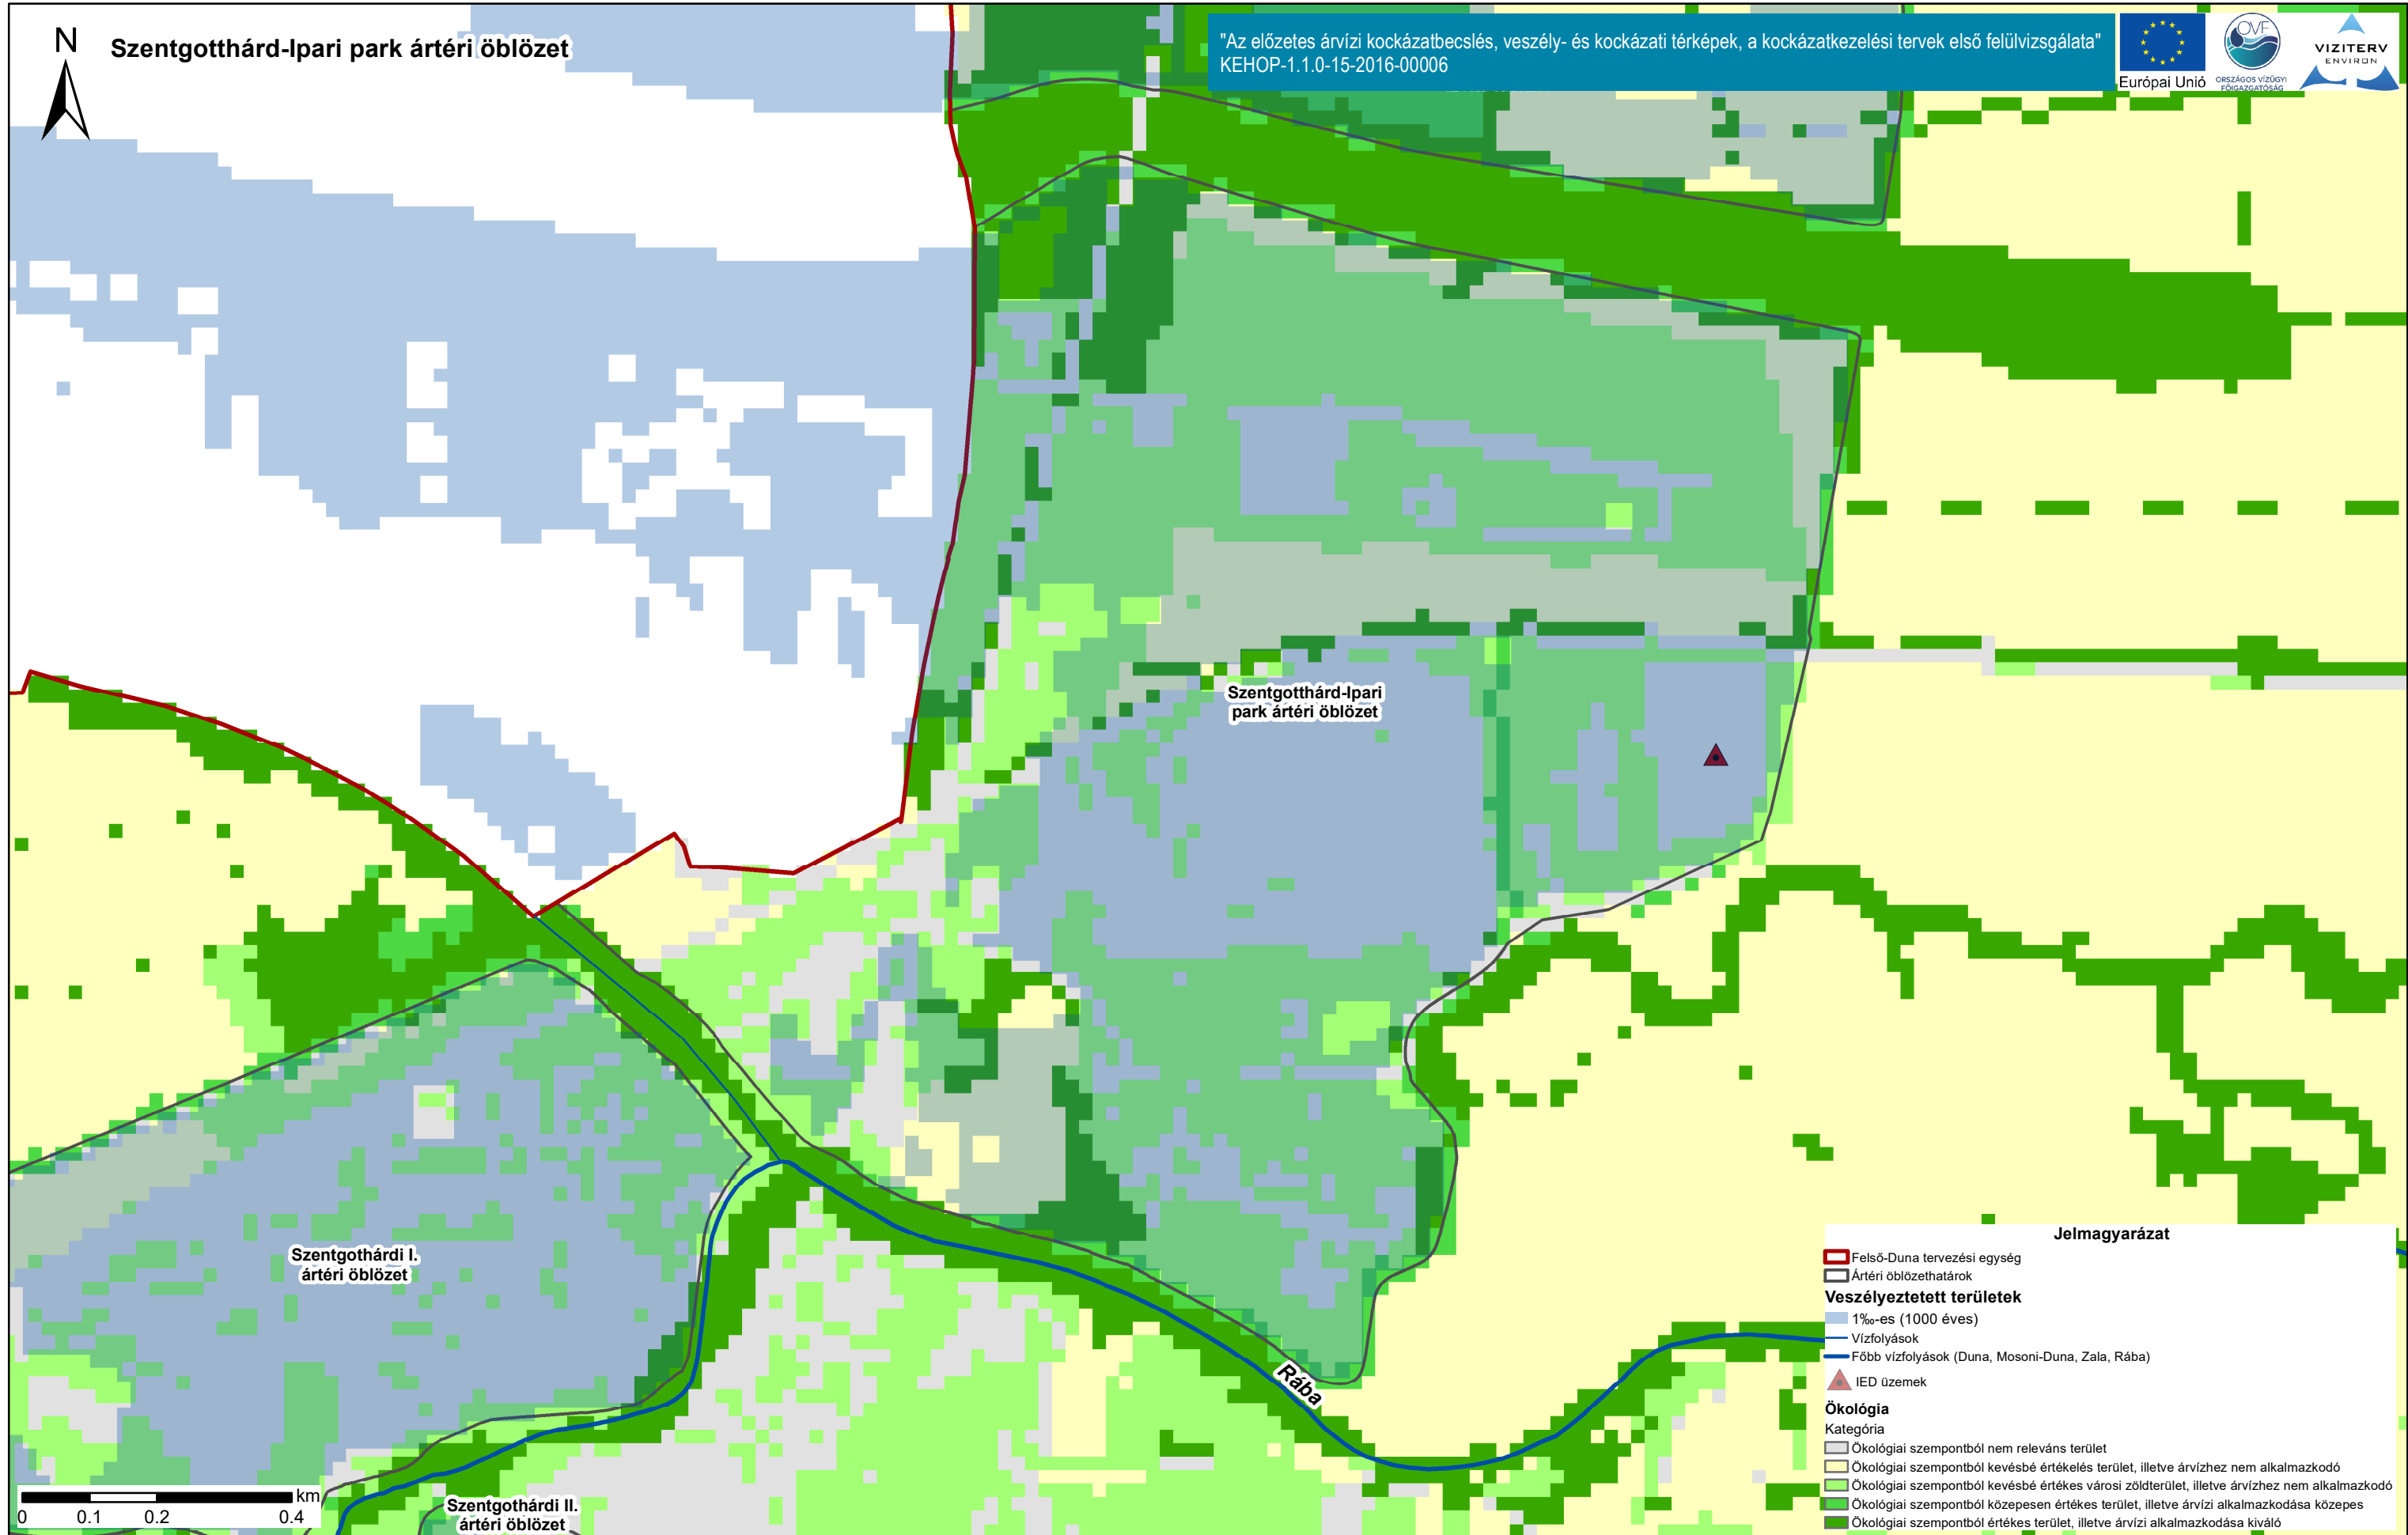 N
Szentgotthárd-Ipari park ártéri öblözet
"Az előzetes árvízi kockázatbecslés, veszély- és kockázati térképek, a kockázatkezelési tervek első felülvizsgálata"
KEHOP-1.1.0-15-2016-00006
Európai Unió
OVF
ORSZÁGOS VÍZÜGYI
FŐIGAZGATÓSÁG
VIZITERV
ENVIRON
Szentgotthárd-Ipari
park ártéri öblözet
Szentgothárdi I.
ártéri öblözet
Rába
Szentgothárdi II.
ártéri öblözet
km
0 0.1 0.2 0.4
Jelmagyarázat
Felső-Duna tervezési egység
Ártéri öblözethatárok
Veszélyeztetett területek
1‰-es (1000 éves)
Vízfolyások
Főbb vízfolyások (Duna, Mosoni-Duna, Zala, Rába)
IED üzemek
Ökológia
Kategória
Ökológiai szempontból nem releváns terület
Ökológiai szempontból kevésbé értékelés terület, illetve árvízhez nem alkalmazkodó
Ökológiai szempontból kevésbé értékes városi zöldterület, illetve árvízhez nem alkalmazkodó
Ökológiai szempontból közepesen értékes terület, illetve árvízi alkalmazkodása közepes
Ökológiai szempontból értékes terület, illetve árvízi alkalmazkodása kiváló